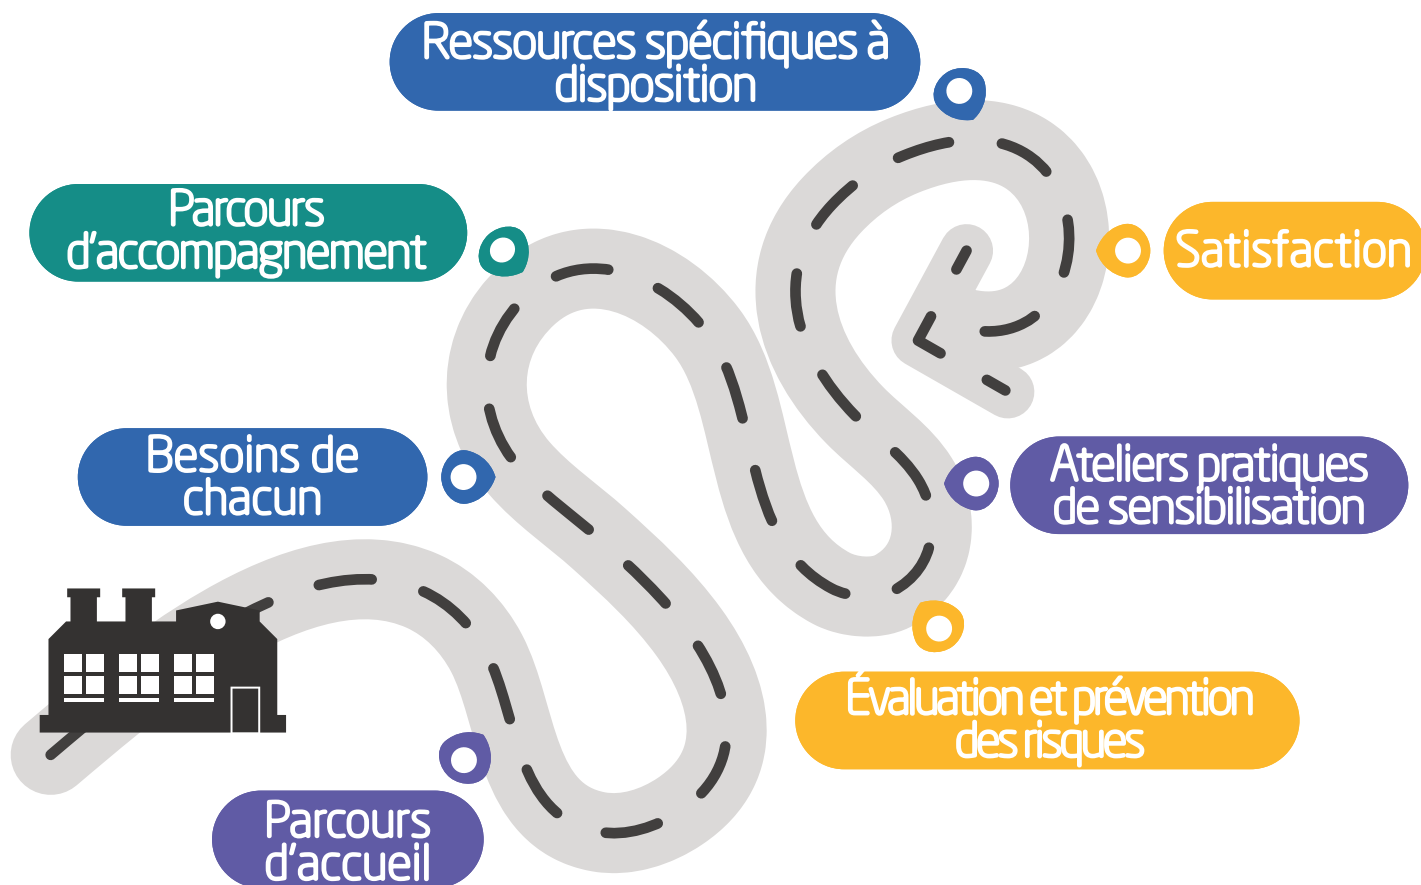 Ressources spécifiques à
disposition
Parcours
d'accompagnement
Satisfaction
Besoins de
chacun
Ateliers pratiques
de sensibilisation
Évaluation et prévention
des risques
Parcours
d'accueil